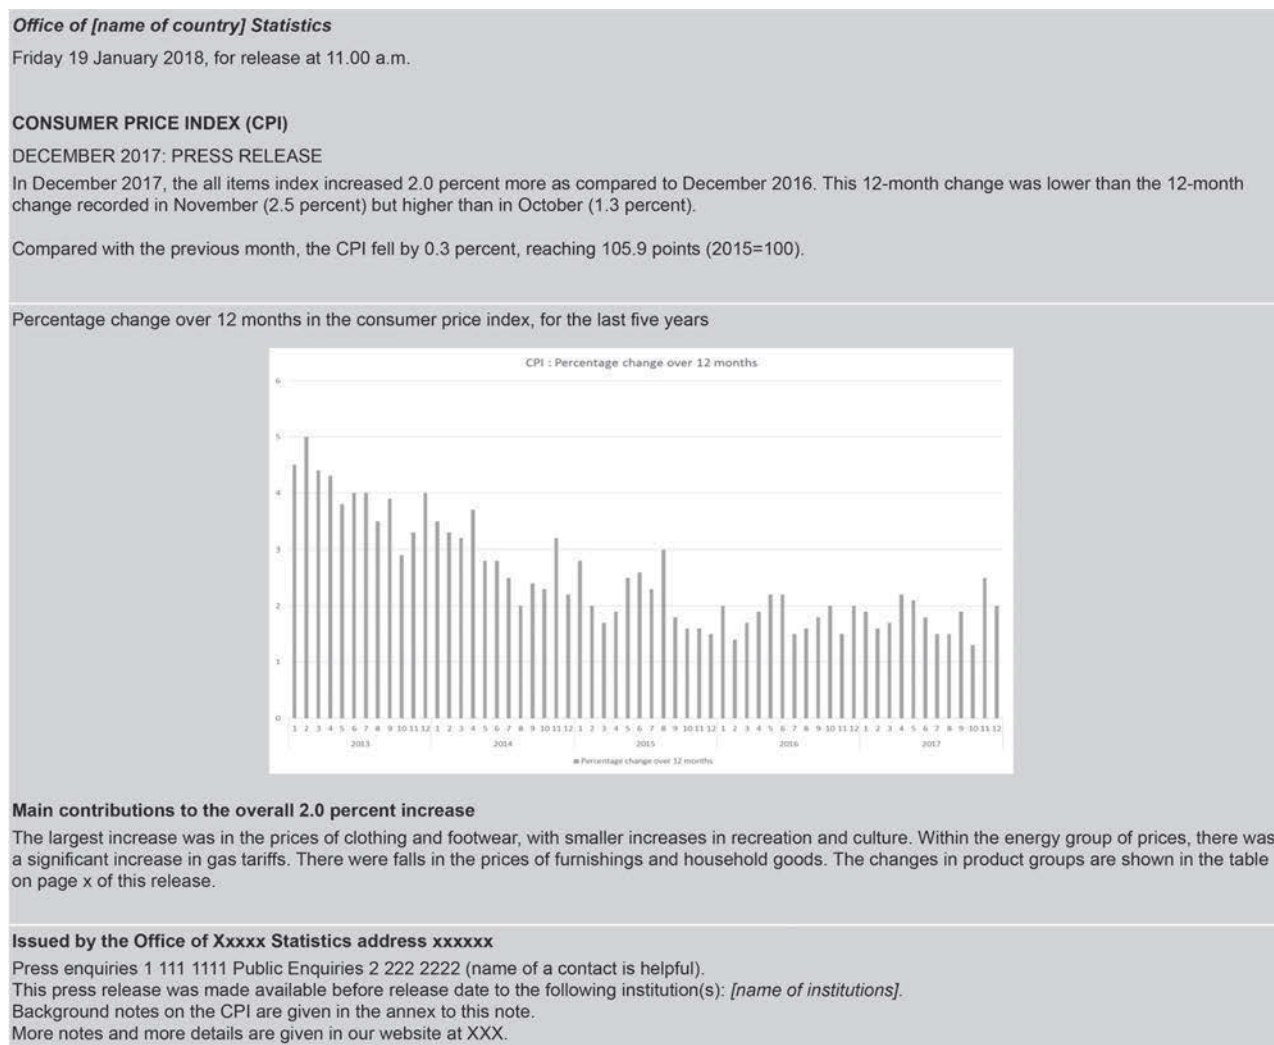 Office of [name of country] Statistics
Friday 19 January 2018, for release at 11.00 a.m.
CONSUMER PRICE INDEX (CPI)
DECEMBER 2017: PRESS RELEASE
In December 2017, the all items index increased 2.0 percent more as compared to December 2016. This 12-month change was lower than the 12-month
change recorded in November (2.5 percent) but higher than in October (1.3 percent).
Compared with the previous month, the CPI fell by 0.3 percent, reaching 105.9 points (2015=100).
Percentage change over 12 months in the consumer price index, for the last five years
CPI : Percentage change over 12 months
6
5
4
3
2
1
0
1 2 3 4 5 6 7 8 9 10 11 12 1 2 3 4 5 6 7 8 9 10 11 12 1 2 3 4 5 6 7 8 9 10 11 12 1 2 3 4 5 6 7 8 9 10 11 12 1 2 3 4 5 6 7 8 9 10 11 12
2013 2014 2015 2016 2017
Percentage change over 12 months
Main contributions to the overall 2.0 percent increase
The largest increase was in the prices of clothing and footwear, with smaller increases in recreation and culture. Within the energy group of prices, there was
a significant increase in gas tariffs. There were falls in the prices of furnishings and household goods. The changes in product groups are shown in the table
on page x of this release.
Issued by the Office of Xxxxx Statistics address xxxxxx
Press enquiries 1 111 1111 Public Enquiries 2 222 2222 (name of a contact is helpful).
This press release was made available before release date to the following institution(s): [name of institutions].
Background notes on the CPI are given in the annex to this note.
More notes and more details are given in our website at XXX.